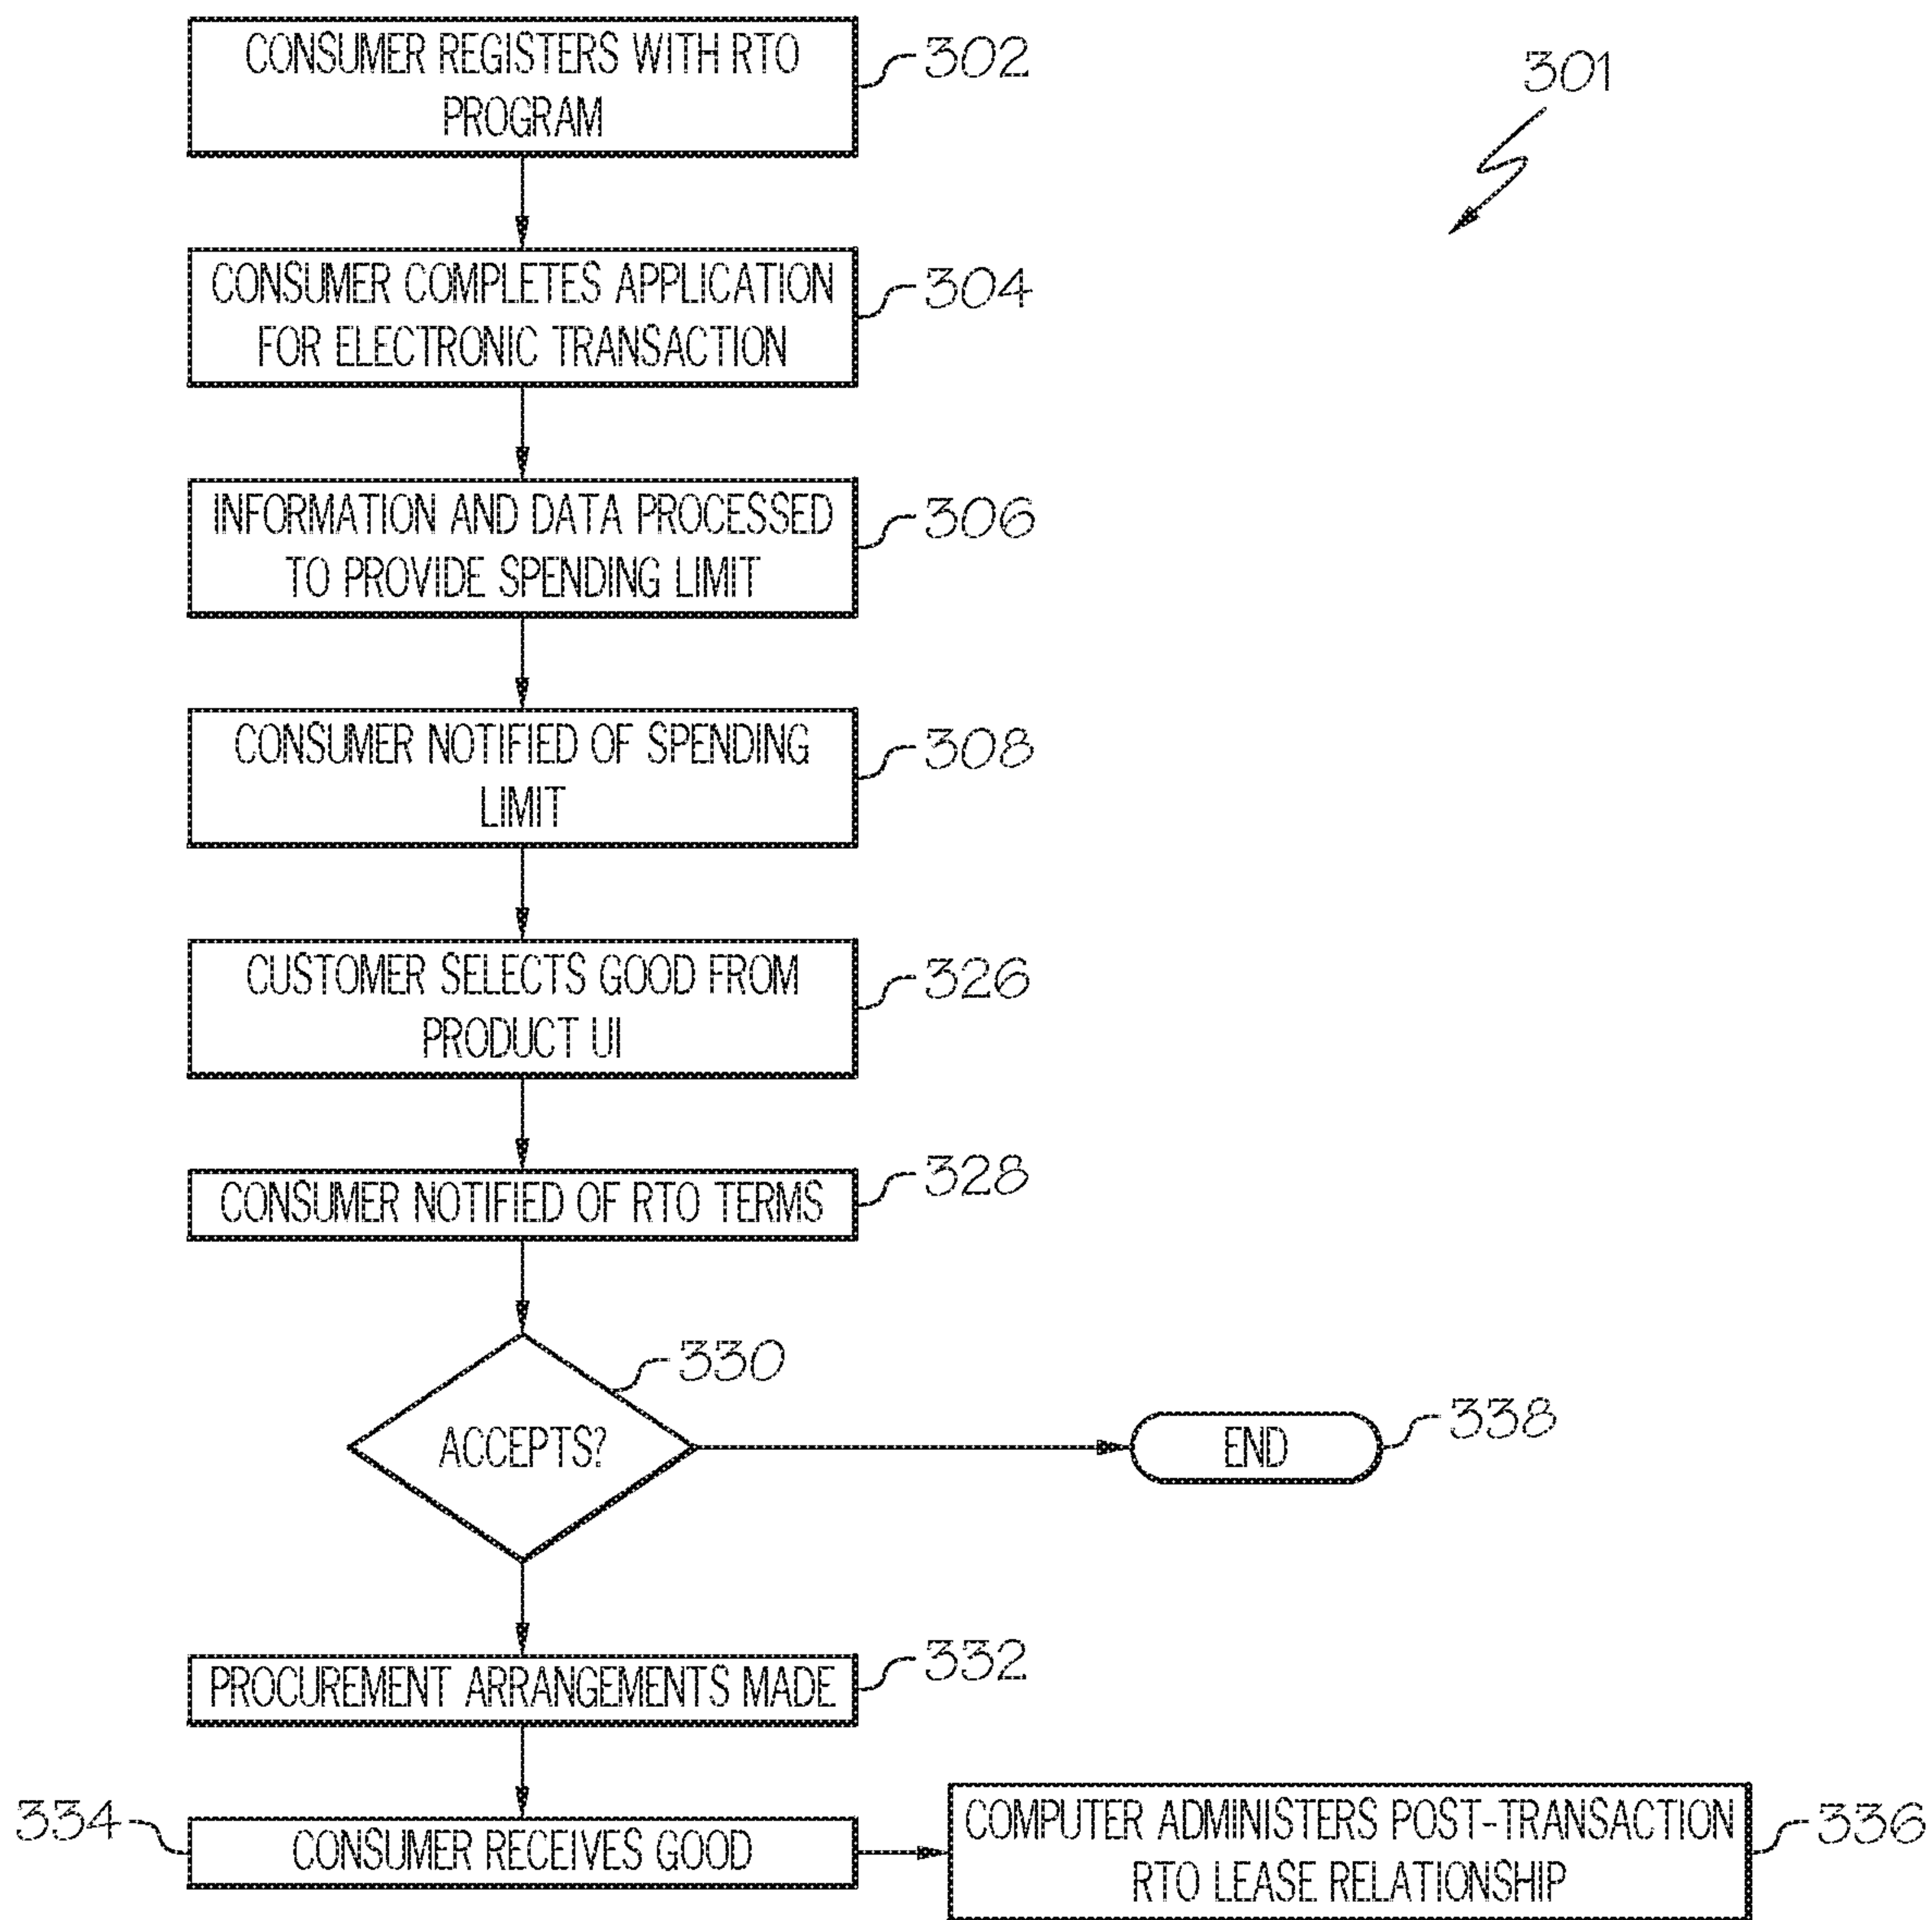 CONSUMER REGISTERS WITH RTO
PROGRAM
302
301
CONSUMER COMPLETES APPLICATION
FOR ELECTRONIC TRANSACTION
304
INFORMATION AND DATA PROCESSED
TO PROVIDE SPENDING LIMIT
306
CONSUMER NOTIFIED OF SPENDING
LIMIT
308
CUSTOMER SELECTS GOOD FROM
PRODUCT UI
326
CONSUMER NOTIFIED OF RTO TERMS
328
ACCEPTS?
330
END
338
PROCUREMENT ARRANGEMENTS MADE
332
334
CONSUMER RECEIVES GOOD
COMPUTER ADMINISTERS POST-TRANSACTION
RTO LEASE RELATIONSHIP
336